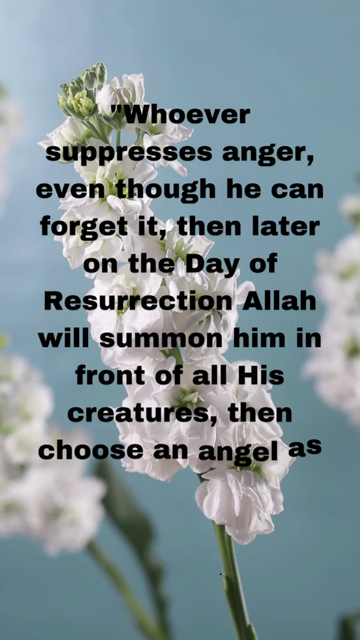 "Whoever
suppresses anger,
even though he can
forget it, then later
on the Day of
Resurrection Allah
will summon him in
front of all His
creatures, then
choose an angel as